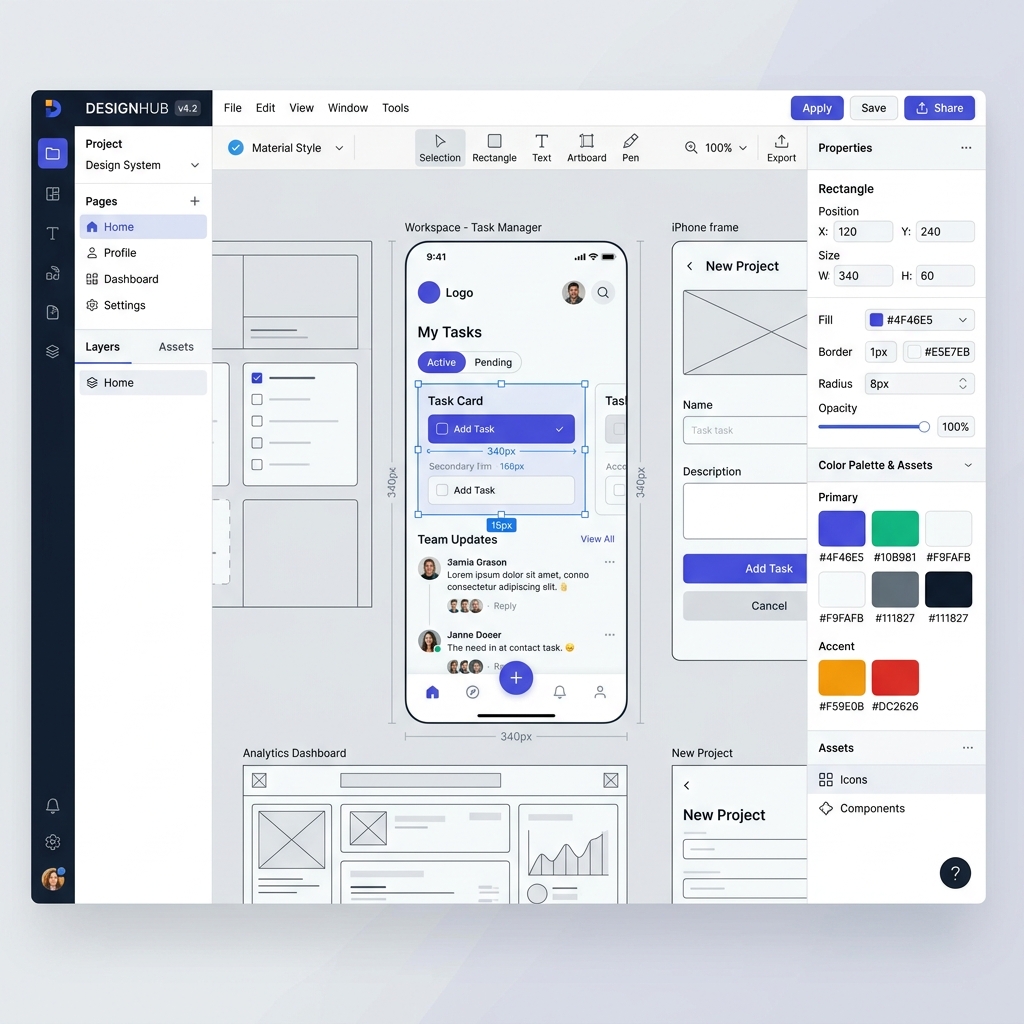 DESIGNHUB v4.2
File Edit View Window Tools
Apply Save Share
Project
Design System
Pages
Home
Profile
Dashboard
Settings
Layers Assets
Home
Material Style
Selection Rectangle Text Artboard Pen
100%
Export
Workspace - Task Manager
9:41
Logo
My Tasks
Active Pending
Task Card
Add Task
340px
Secondary
160px
Add Task
15px
340px
340px
Team Updates View All
3amia Grason
Lorem ipsum dolor sit amet, conno
consectetur adipiscing elit.
· Reply
Janne Doeer
The need in at contact task.
340px
iPhone frame
New Project
Name
Task task
Description
Add Task
Cancel
Analytics Dashboard
New Project
New Project
Properties
Rectangle
Position
X: 120 Y: 240
Size
W: 340 H: 60
Fill #4F46E5
Border 1px #E5E7EB
Radius 8px
Opacity
100%
Color Palette & Assets
Primary
#4F46E5 #10B981 #F9FAFB
#F9FAFB #111827 #111827
Accent
#F59E0B #DC2626
Assets
Icons
Components
?